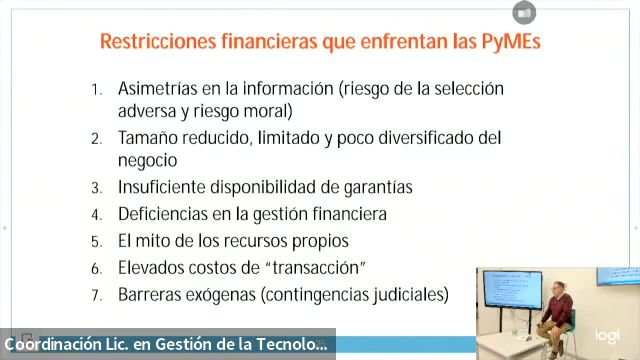 Restricciones financieras que enfrentan las PyMEs
1. Asimetrías en la información (riesgo de la selección
adversa y riesgo moral)
2. Tamaño reducido, limitado y poco diversificado del
negocio
3. Insuficiente disponibilidad de garantías
4. Deficiencias en la gestión financiera
5. El mito de los recursos propios
6. Elevados costos de “transacción”
7. Barreras exógenas (contingencias judiciales)
logi
Coordinación Lic. en Gestión de la Tecnolo...